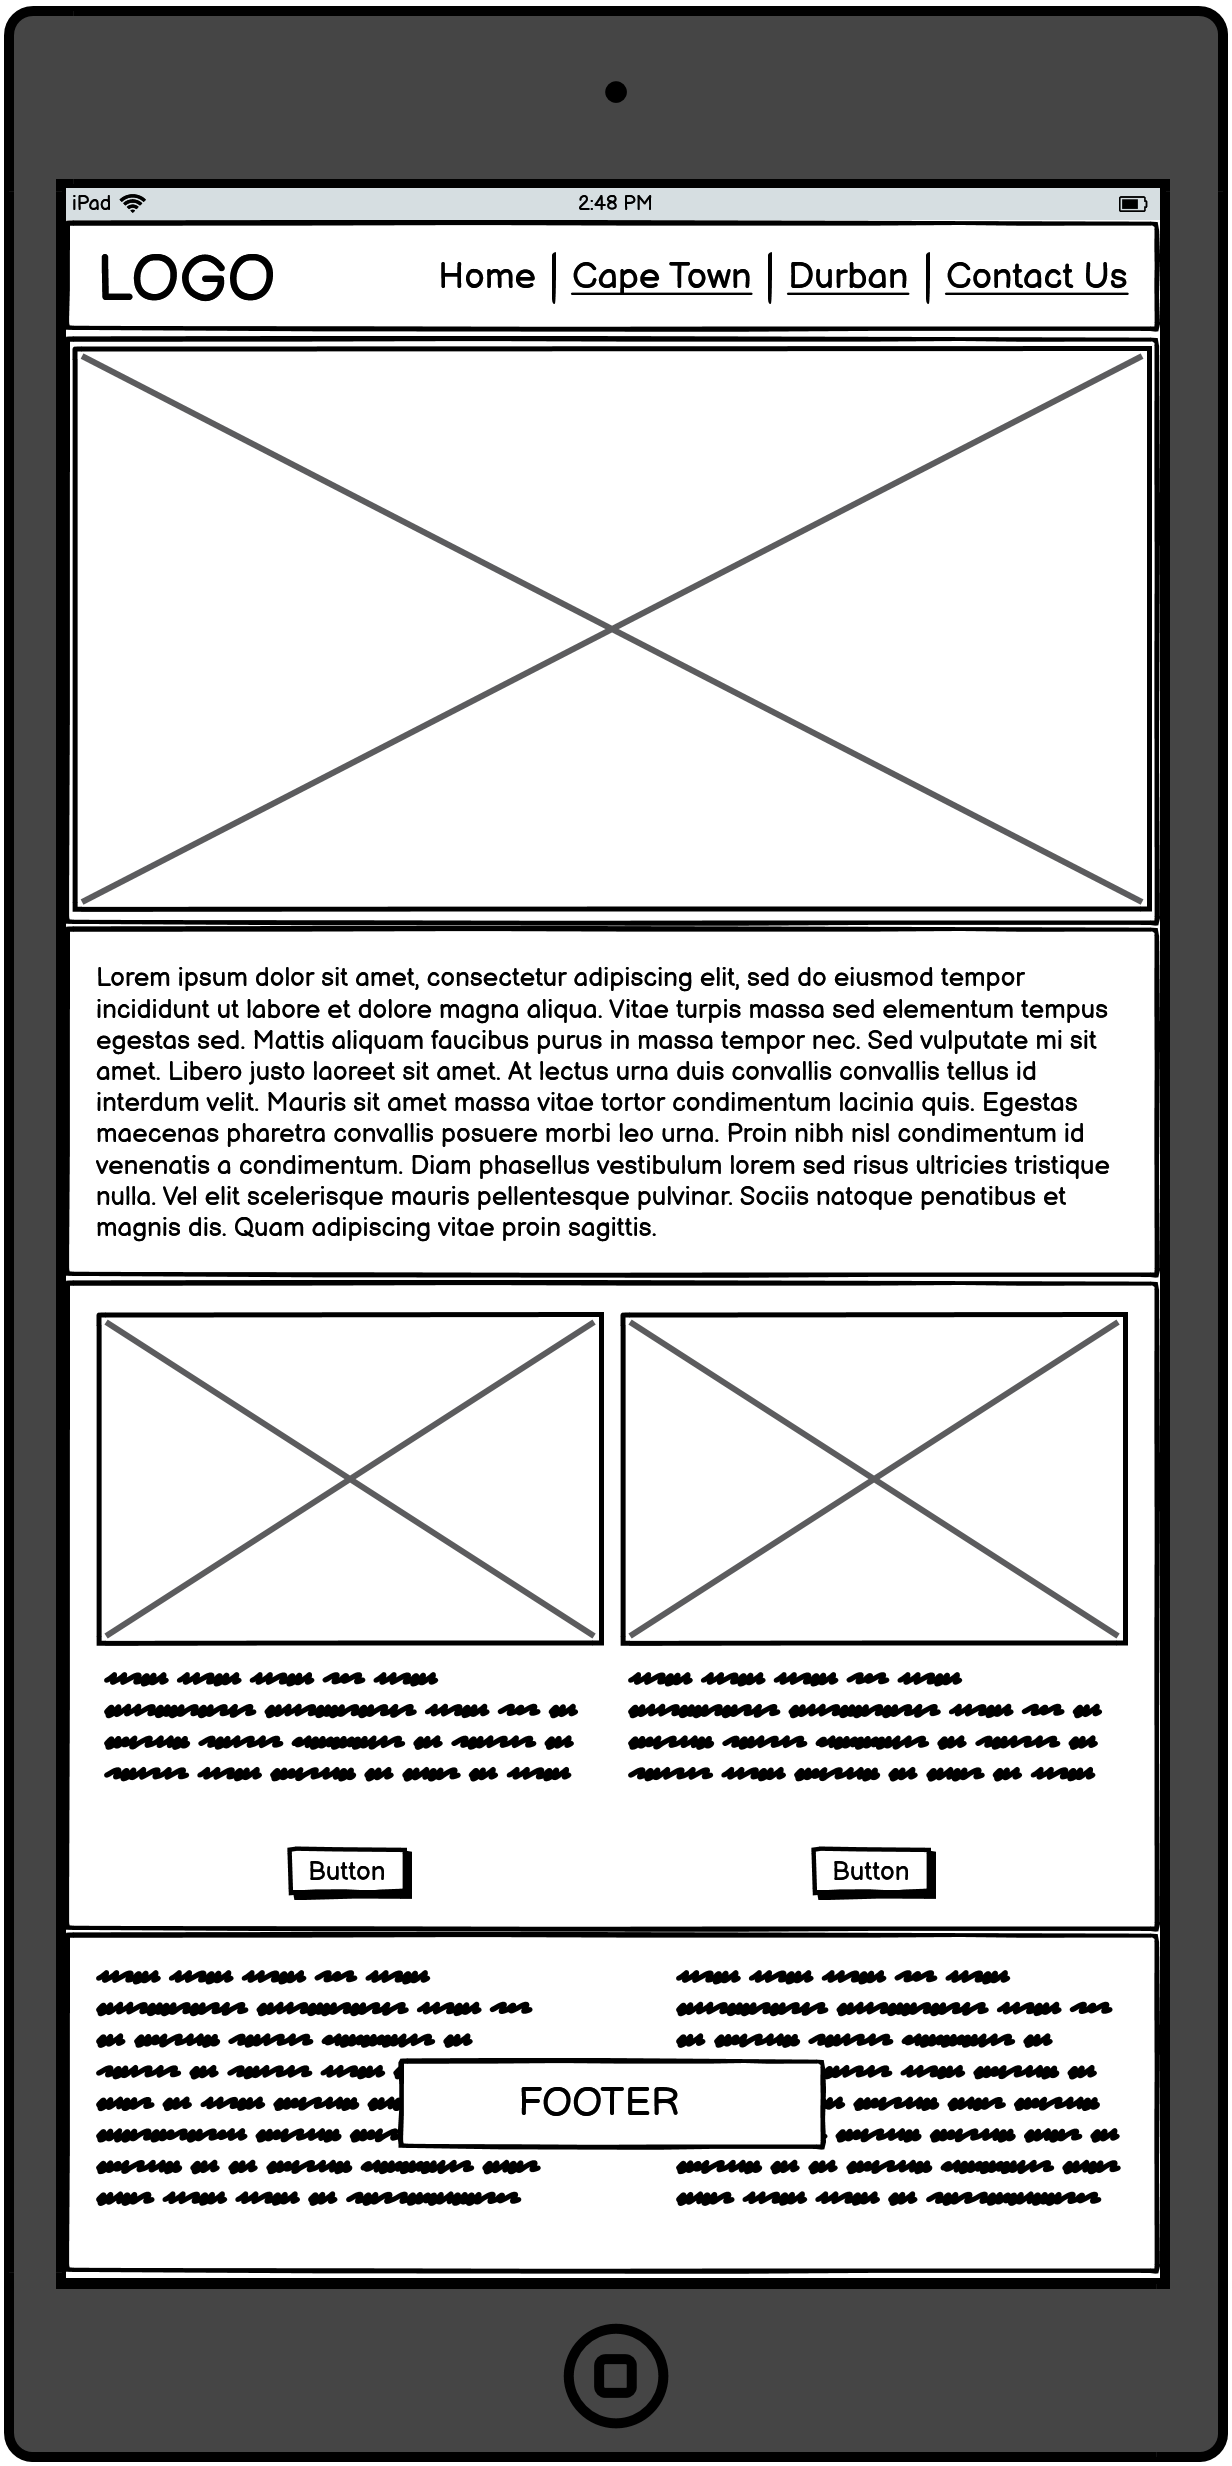 iPad 2:48 PM
LOGO Home Cape Town Durban Contact Us
Lorem ipsum dolor sit amet, consectetur adipiscing elit, sed do eiusmod tempor
incididunt ut labore et dolore magna aliqua. Vitae turpis massa sed elementum tempus
egestas sed. Mattis aliquam faucibus purus in massa tempor nec. Sed vulputate mi sit
amet. Libero justo laoreet sit amet. At lectus urna duis convallis convallis tellus id
interdum velit. Mauris sit amet massa vitae tortor condimentum lacinia quis. Egestas
maecenas pharetra convallis posuere morbi leo urna. Proin nibh nisl condimentum id
venenatis a condimentum. Diam phasellus vestibulum lorem sed risus ultricies tristique
nulla. Vel elit scelerisque mauris pellentesque pulvinar. Sociis natoque penatibus et
magnis dis. Quam adipiscing vitae proin sagittis.
Button Button
FOOTER